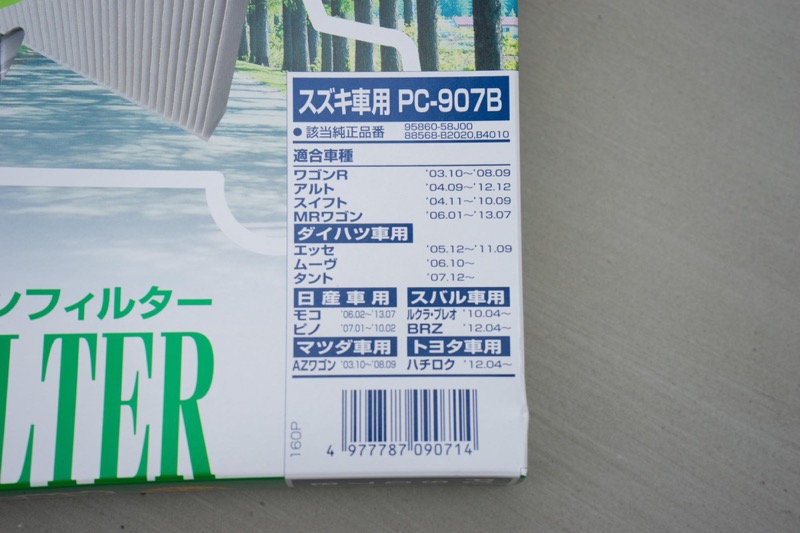 スズキ車用 PC-907B
● 該当純正品番 95860-58J00
88568-B2020,B4010
適合車種
ワゴンR '03.10〜'08.09
アルト '04.09〜'12.12
スイフト '04.11〜'10.09
MRワゴン '06.01〜'13.07
ダイハツ車用
エッセ '05.12〜'11.09
ムーヴ '06.10〜
タント '07.12〜
日産車用 スバル車用
モコ '06.02〜'13.07 ルクラ・プレオ '10.04〜
ピノ '07.01〜'10.02 BRZ '12.04〜
マツダ車用 トヨタ車用
AZワゴン '03.10〜'08.09 ハチロク '12.04〜
ンフィルター
LTER
160P
4 977787 090714